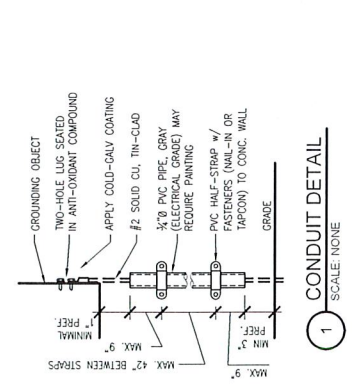 GROUNDING OBJECT
TWO-HOLE LUG SEATED
IN ANTI-OXIDANT COMPOUND
APPLY COLD-GALV COATING
#2 SOLID CU, TIN-CLAD
¾"Ø PVC PIPE, GRAY
(ELECTRICAL GRADE) MAY
REQUIRE PAINTING
PVC HALF-STRAP w/
FASTENERS (NAIL-IN OR
TAPCON) TO CONC. WALL
GRADE
MINIMAL
1" PREF.
MAX. 9"
MAX. 42" BETWEEN STRAPS
MIN 3"
PREF.
MAX. 9"
1
CONDUIT DETAIL
SCALE: NONE